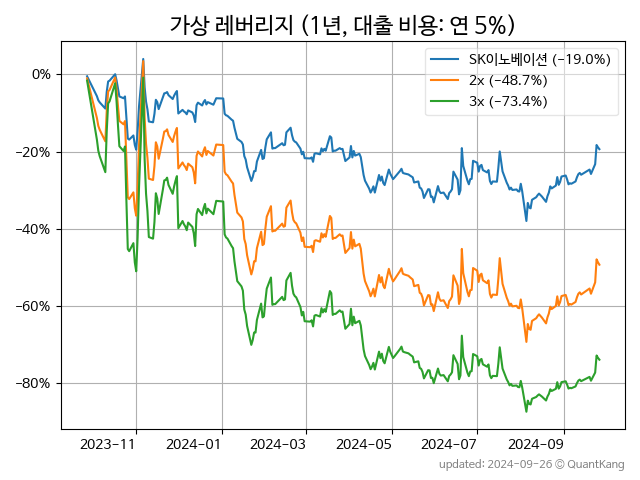 가상 레버리지 (1년, 대출 비용: 연 5%)
SK이노베이션 (−19.0%)
2x (−48.7%)
3x (−73.4%)
0%
−20%
−40%
−60%
−80%
2023−11 2024−01 2024−03 2024−05 2024−07 2024−09
updated: 2024-09-26 © QuantKang